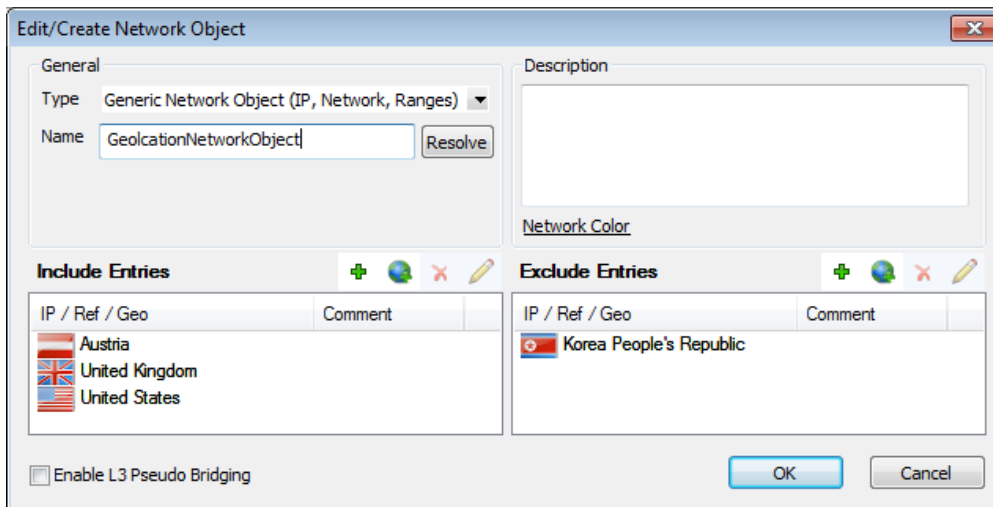 Edit/Create Network Object
General
Type Generic Network Object (IP, Network, Ranges)
Name GeolcationNetworkObject Resolve
Description
Network Color
Include Entries
IP / Ref / Geo Comment
Austria
United Kingdom
United States
Exclude Entries
IP / Ref / Geo Comment
Korea People's Republic
Enable L3 Pseudo Bridging
OK Cancel